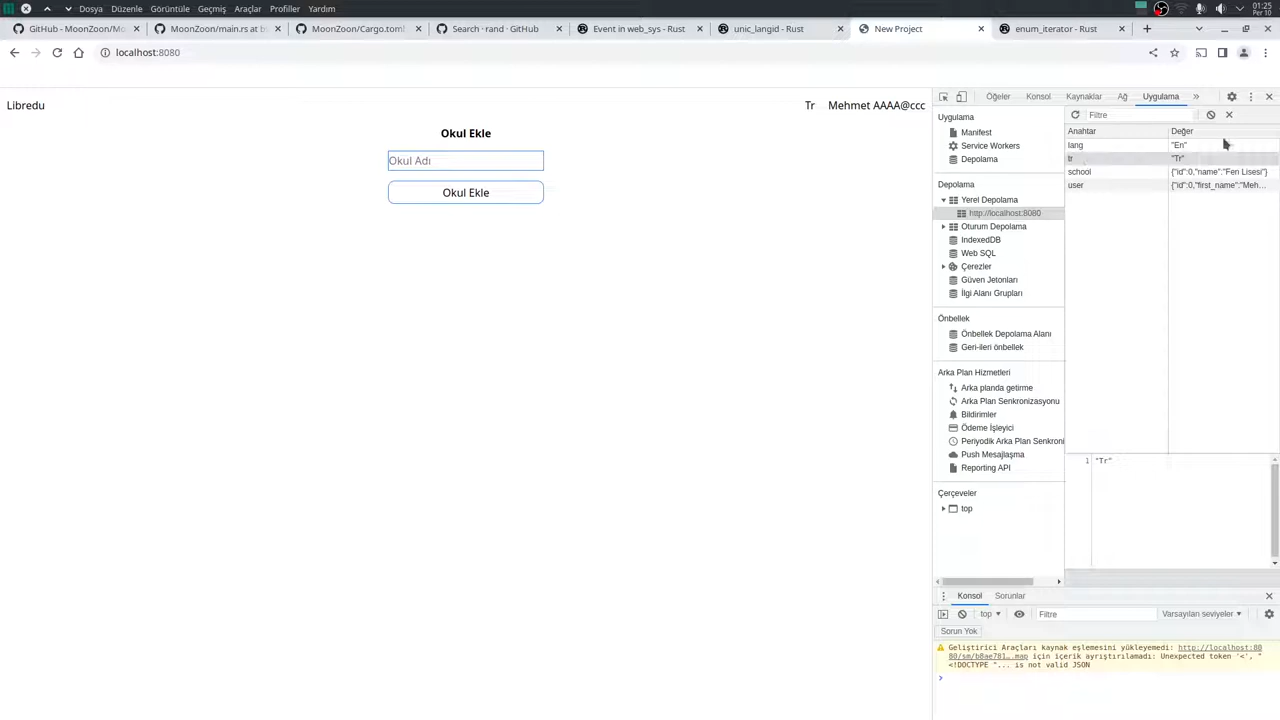 Dosya Düzenle Görüntüle Geçmiş Araçlar Profiller Yardım
01:25
Per 10
GitHub - MoonZoon/Mo
MoonZoon/main.rs at b
MoonZoon/Cargo.toml
Search · rand · GitHub
Event in web_sys - Rust
unic_langid - Rust
New Project
enum_iterator - Rust
localhost:8080
Libredu
Tr Mehmet AAAA@ccc
Okul Ekle
Okul Adı
Okul Ekle
Öğeler Konsol Kaynaklar Ağ Uygulama »
Uygulama
Manifest
Service Workers
Depolama
Depolama
Yerel Depolama
http://localhost:8080
Oturum Depolama
IndexedDB
Web SQL
Çerezler
Güven Jetonları
İlgi Alanı Grupları
Önbellek
Önbellek Depolama Alanı
Geri-ileri önbellek
Arka Plan Hizmetleri
Arka planda getirme
Arka Plan Senkronizasyonu
Bildirimler
Ödeme İşleyici
Periyodik Arka Plan Senkroni
Push Mesajlaşma
Reporting API
Çerçeveler
top
Filtre
Anahtar Değer
lang "En"
tr "Tr"
school {"id":0,"name":"Fen Lisesi"}
user {"id":0,"first_name":"Meh...
1 "Tr"
Konsol Sorunlar
top Filtre Varsayılan seviyeler
Sorun Yok
Geliştirici Araçları kaynak eşlemesini yükleyemedi: http://localhost:80
80/sm/b8ae781….map için içerik ayrıştırılamadı: Unexpected token '<', "
<!DOCTYPE "... is not valid JSON